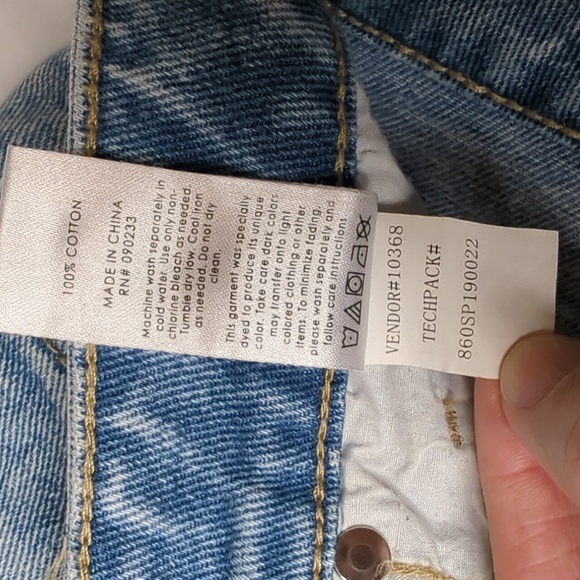 100% COTTON
MADE IN CHINA
RN# 090233
Machine wash separately in
cold water. Use only non-
chlorine bleach as needed.
Tumble dry low. Cool iron
as needed. Do not dry
clean.
This garment was specially
dyed to produce its unique
color. Take care, dark colors
may transfer onto light
colored clothing or other
items. To minimize fading,
please wash separately and
follow care instructions
VENDOR#10368
TECHPACK#
860SP190022